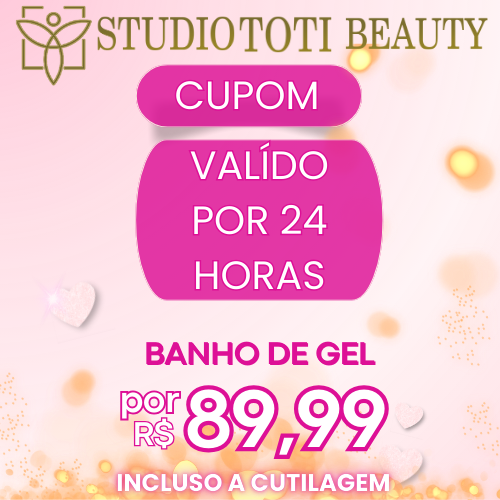 STUDIO TOTI BEAUTY
CUPOM
VALÍDO
POR 24
HORAS
BANHO DE GEL
por
R$ 89,99
INCLUSO A CUTILAGEM